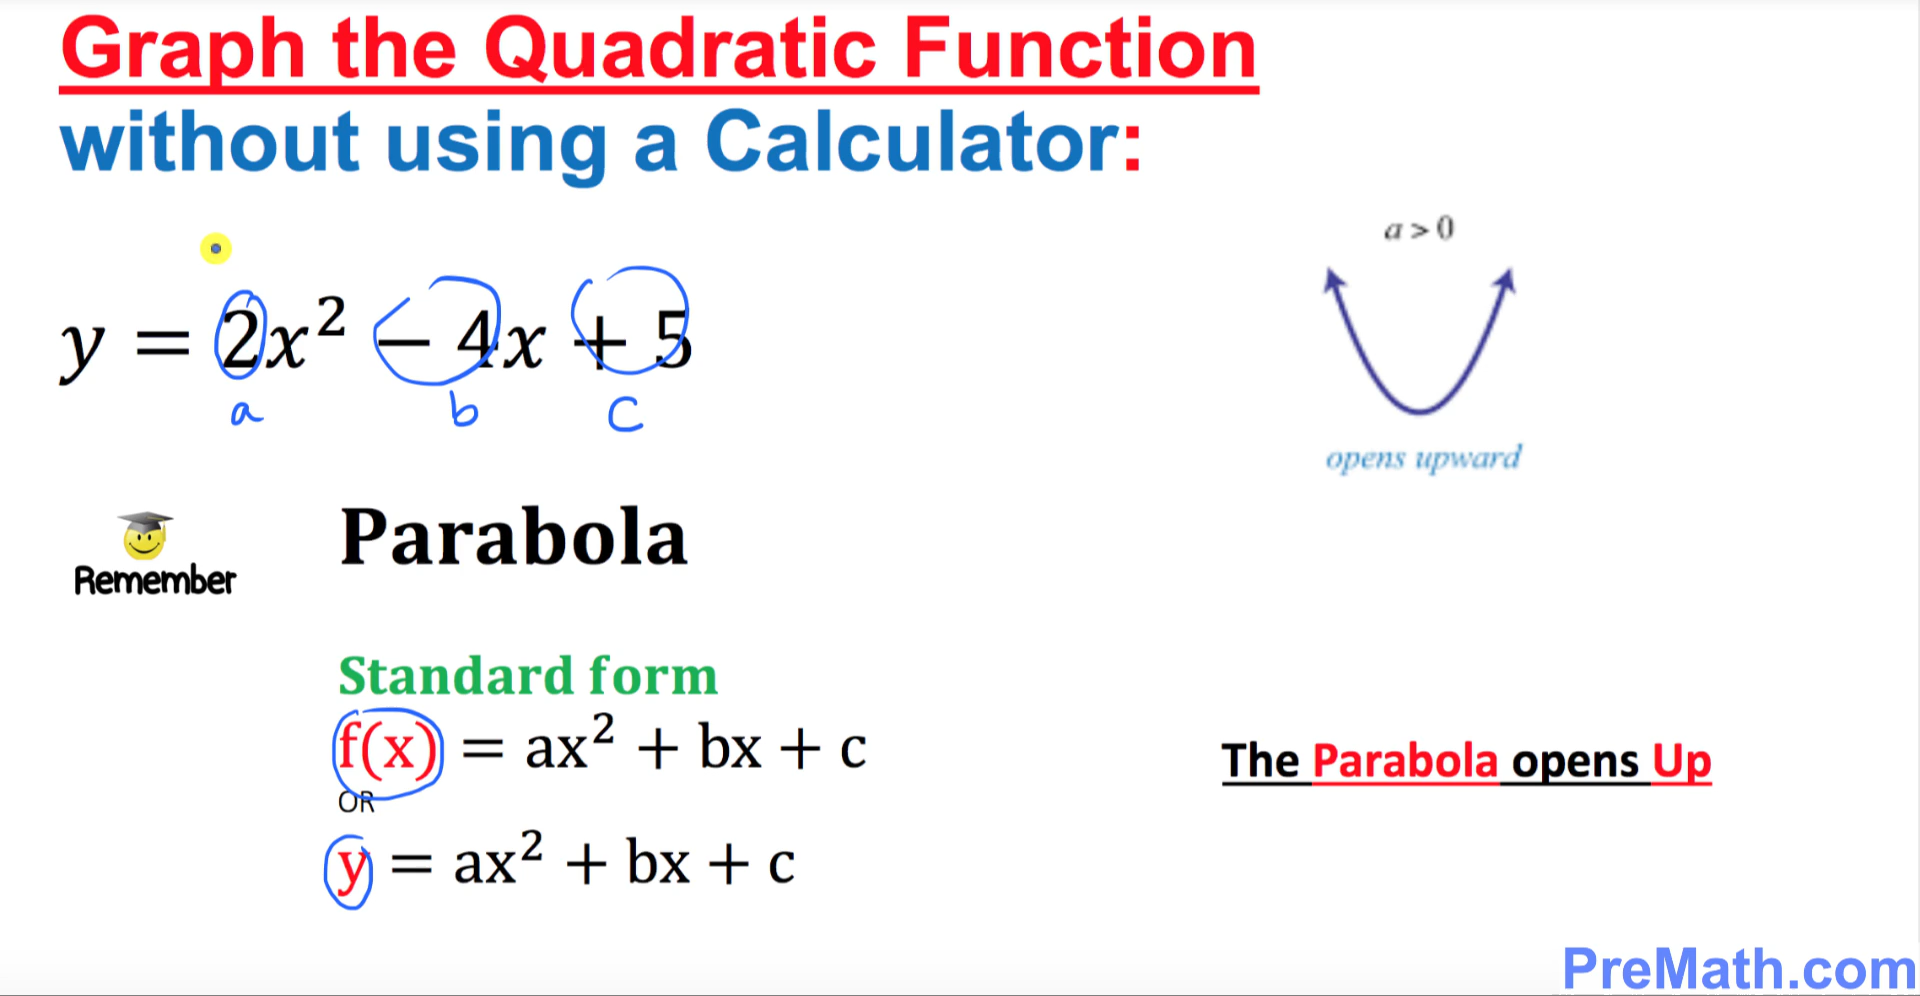 Graph the Quadratic Function
without using a Calculator:
a > 0
y = 2x² − 4x + 5
a b c
opens upward
Parabola
Remember
Standard form
f(x) = ax² + bx + c
The Parabola opens Up
OR
y = ax² + bx + c
PreMath.com